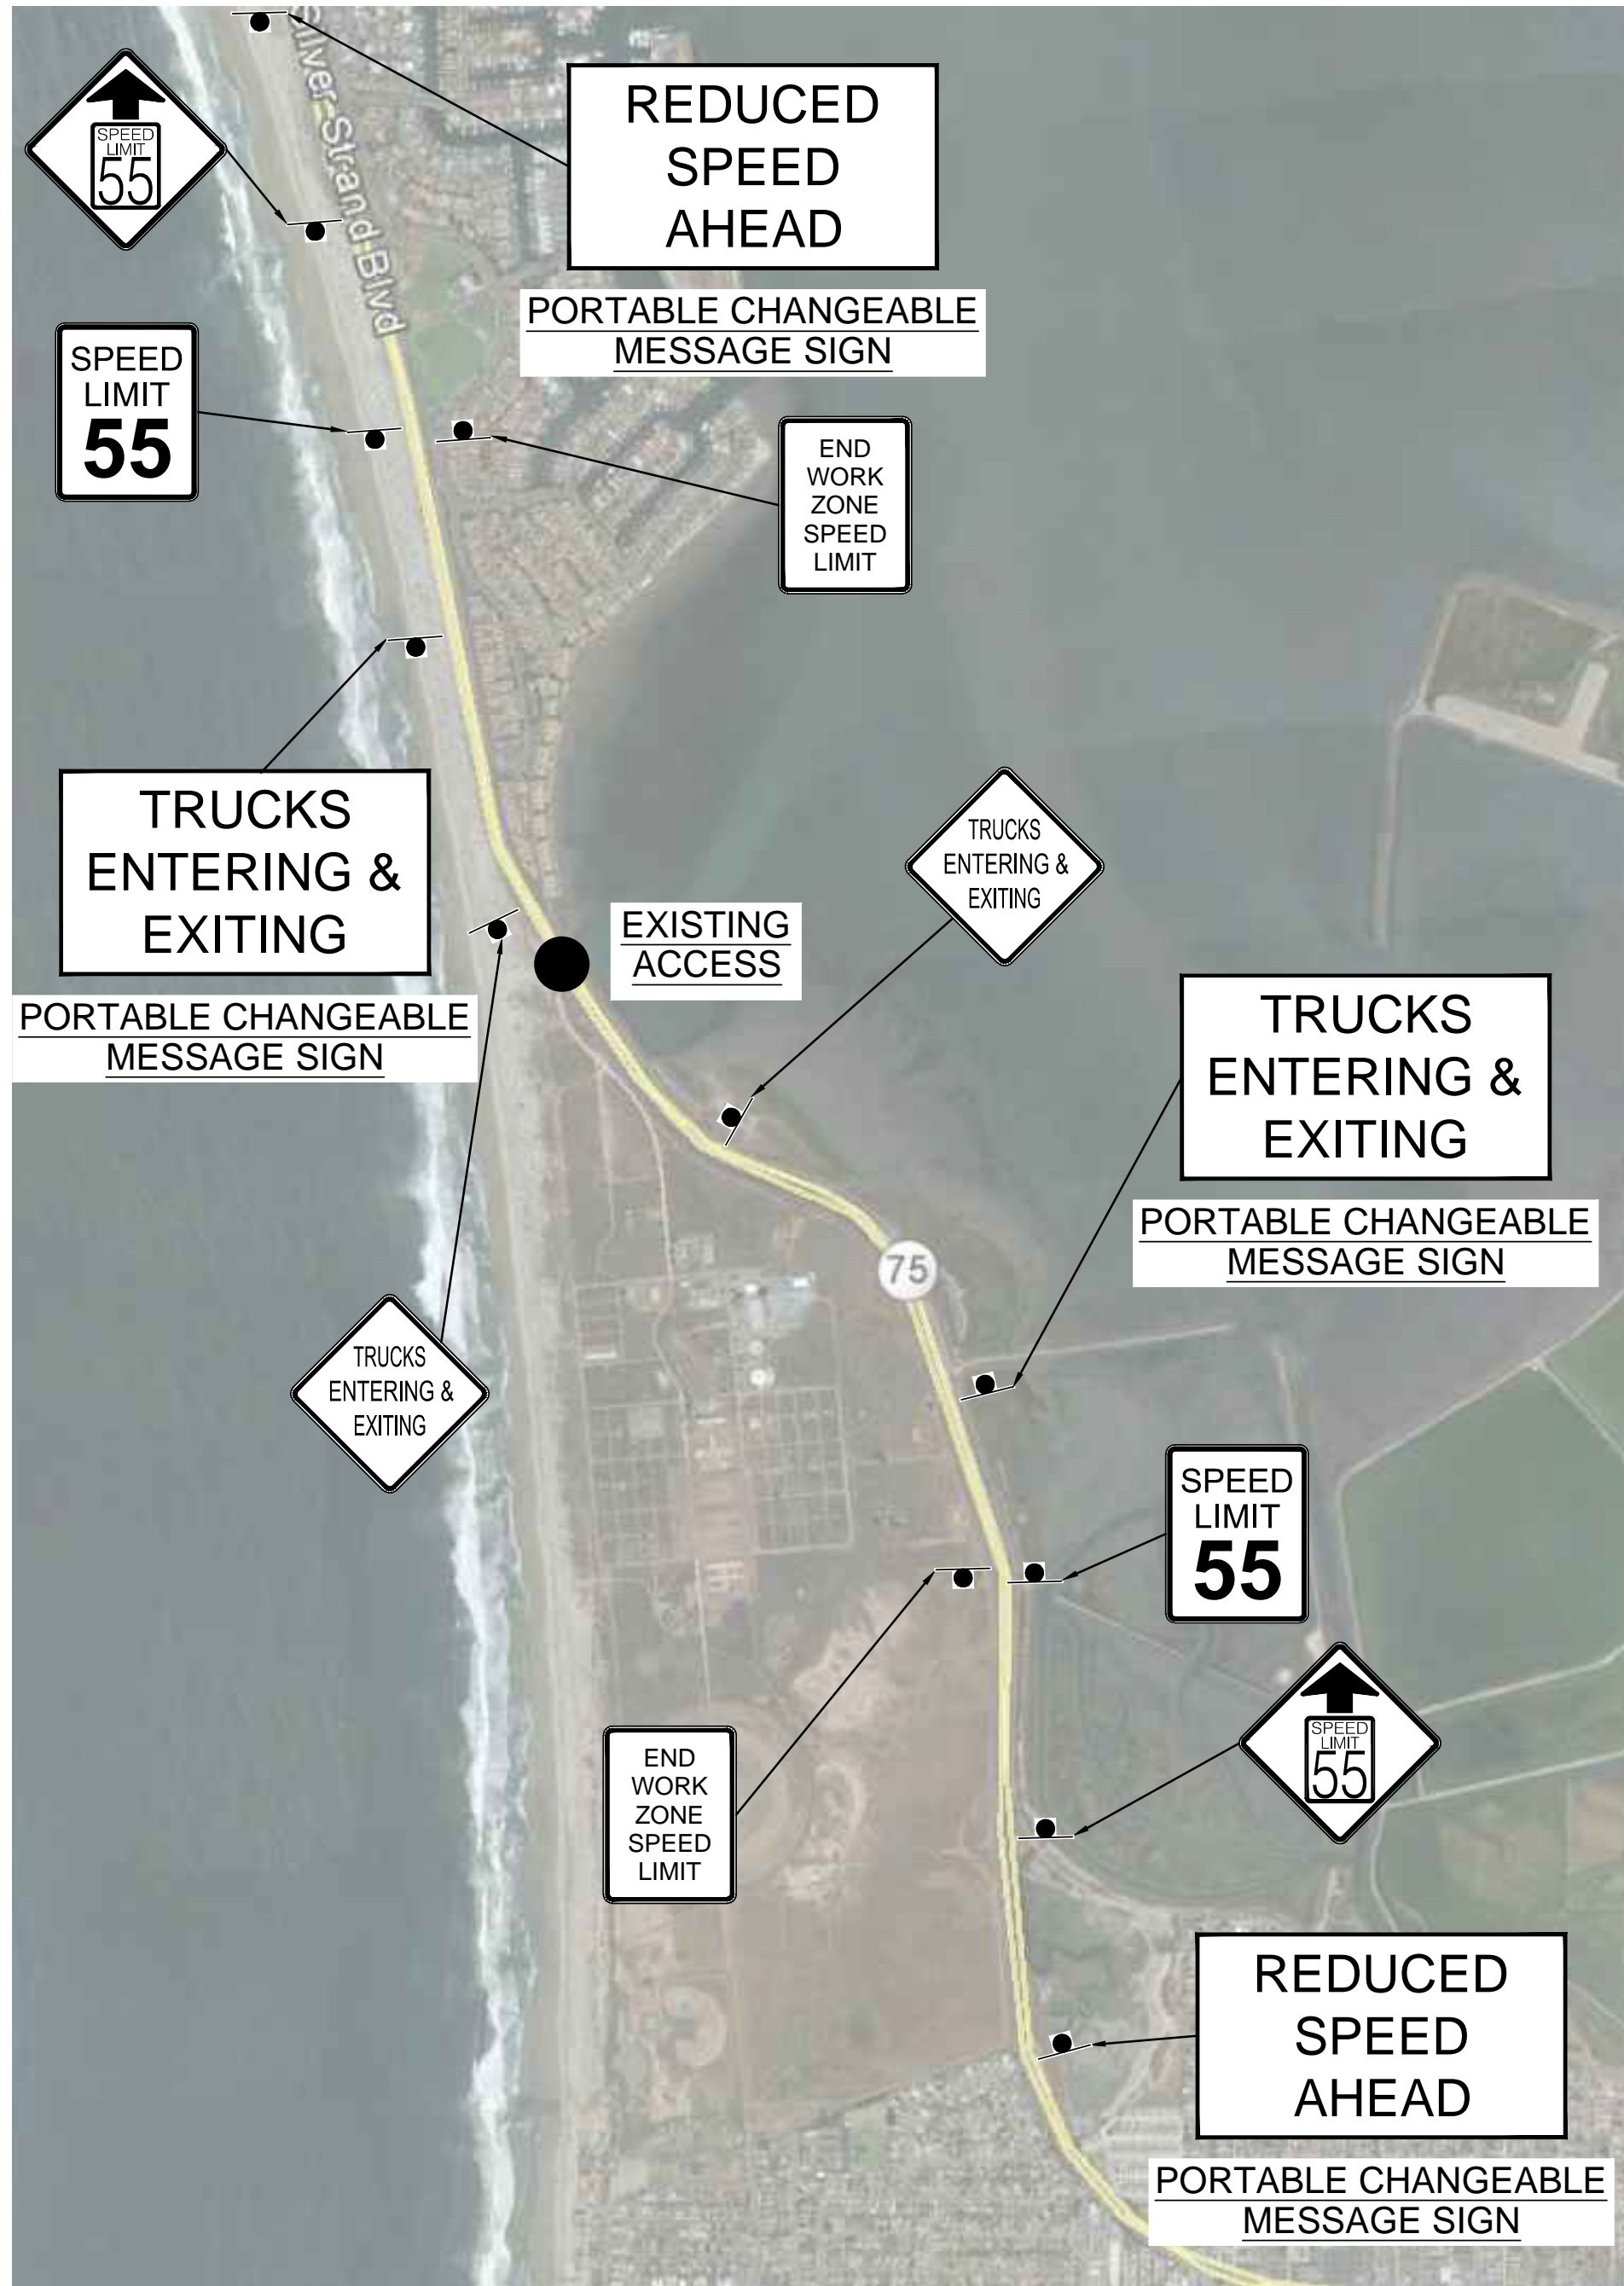 Silver Strand Blvd
SPEED
LIMIT
55
REDUCED
SPEED
AHEAD
PORTABLE CHANGEABLE
MESSAGE SIGN
SPEED
LIMIT
55
END
WORK
ZONE
SPEED
LIMIT
TRUCKS
ENTERING &
EXITING
PORTABLE CHANGEABLE
MESSAGE SIGN
TRUCKS
ENTERING &
EXITING
EXISTING
ACCESS
TRUCKS
ENTERING &
EXITING
PORTABLE CHANGEABLE
MESSAGE SIGN
75
TRUCKS
ENTERING &
EXITING
SPEED
LIMIT
55
SPEED
LIMIT
55
END
WORK
ZONE
SPEED
LIMIT
REDUCED
SPEED
AHEAD
PORTABLE CHANGEABLE
MESSAGE SIGN